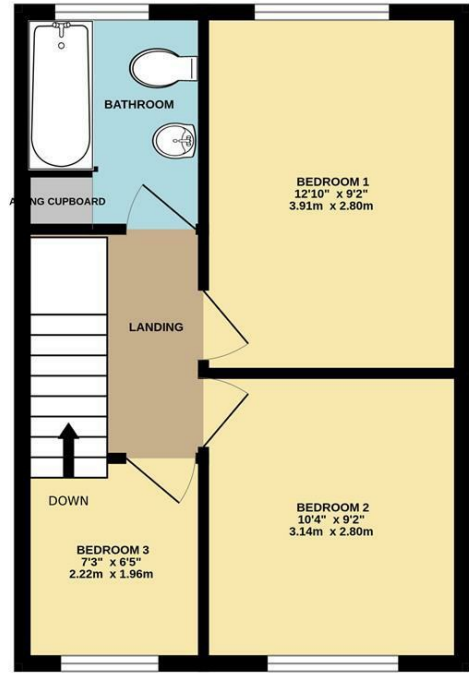 BATHROOM
BEDROOM 1
12'10" x 9'2"
3.91m x 2.80m
CUPBOARD
LANDING
DOWN
BEDROOM 2
10'4" x 9'2"
3.14m x 2.80m
BEDROOM 3
7'3" x 6'5"
2.22m x 1.96m